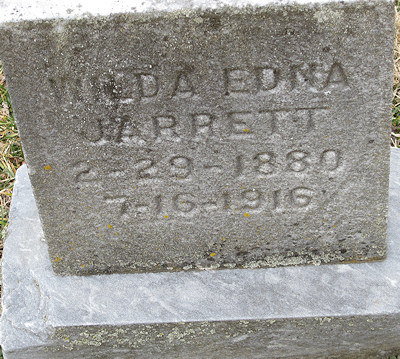 WILDA EDNA
JARRETT
2-29-1880
7-16-1916